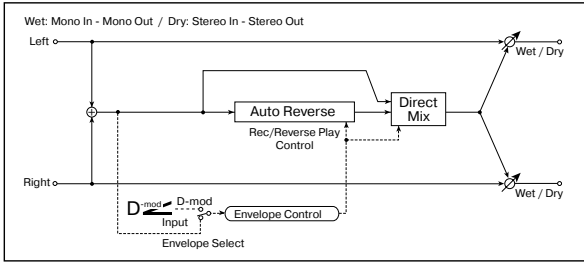 Wet: Mono In - Mono Out / Dry: Stereo In - Stereo Out
Left
Wet / Dry
Auto Reverse
Direct
Mix
Rec/Reverse Play
Control
Right
Wet / Dry
D-mod
D-mod
Input
Envelope Control
Envelope Select